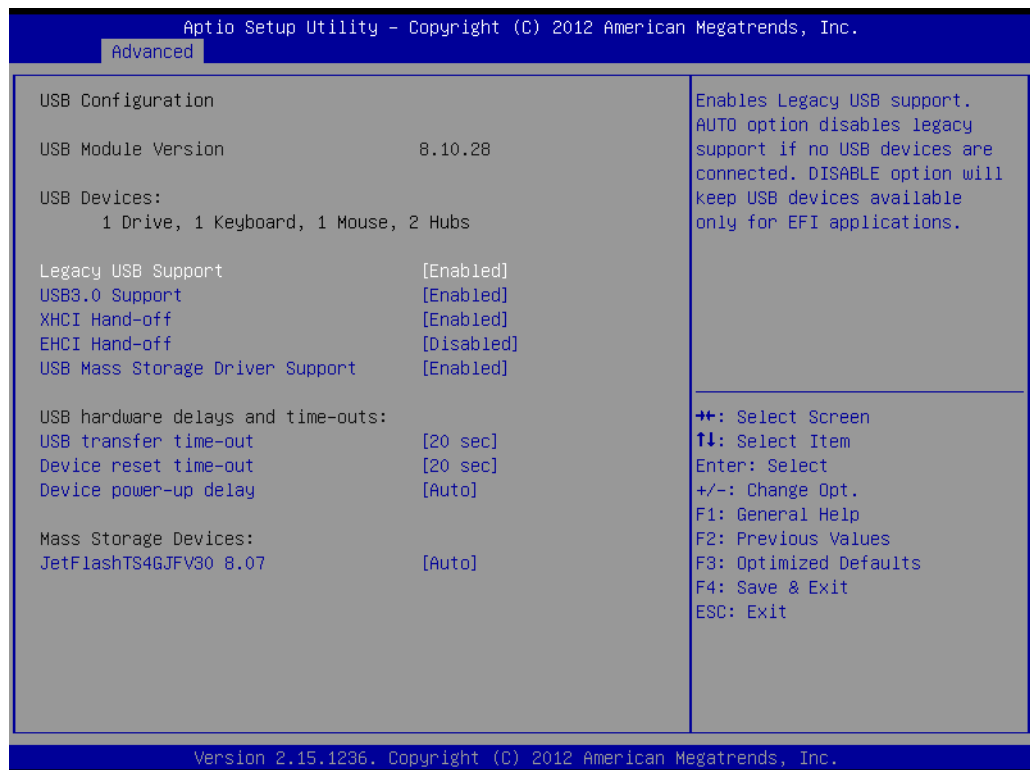 Aptio Setup Utility – Copyright (C) 2012 American Megatrends, Inc.
Advanced
USB Configuration
USB Module Version 8.10.28
USB Devices:
1 Drive, 1 Keyboard, 1 Mouse, 2 Hubs
Legacy USB Support [Enabled]
USB3.0 Support [Enabled]
XHCI Hand-off [Enabled]
EHCI Hand-off [Disabled]
USB Mass Storage Driver Support [Enabled]
USB hardware delays and time-outs:
USB transfer time-out [20 sec]
Device reset time-out [20 sec]
Device power-up delay [Auto]
Mass Storage Devices:
JetFlashTS4GJFV30 8.07 [Auto]
Enables Legacy USB support.
AUTO option disables legacy
support if no USB devices are
connected. DISABLE option will
keep USB devices available
only for EFI applications.
→←: Select Screen
↑↓: Select Item
Enter: Select
+/-: Change Opt.
F1: General Help
F2: Previous Values
F3: Optimized Defaults
F4: Save & Exit
ESC: Exit
Version 2.15.1236. Copyright (C) 2012 American Megatrends, Inc.